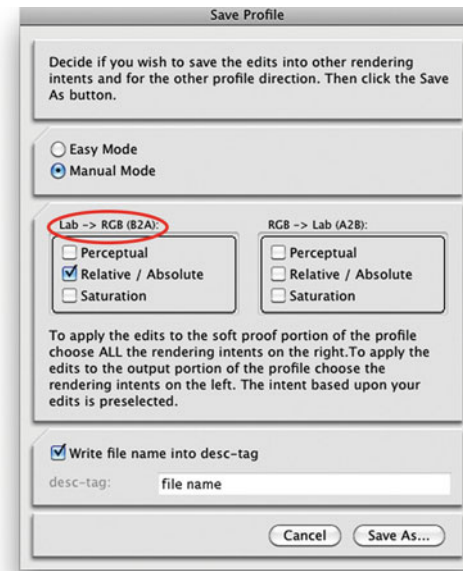 Save Profile
Decide if you wish to save the edits into other rendering
intents and for the other profile direction. Then click the Save
As button.
Easy Mode
Manual Mode
Lab -> RGB (B2A):
Perceptual
Relative / Absolute
Saturation
RGB -> Lab (A2B):
Perceptual
Relative / Absolute
Saturation
To apply the edits to the soft proof portion of the profile
choose ALL the rendering intents on the right.To apply the
edits to the output portion of the profile choose the
rendering intents on the left. The intent based upon your
edits is preselected.
Write file name into desc-tag
desc-tag: file name
Cancel Save As...